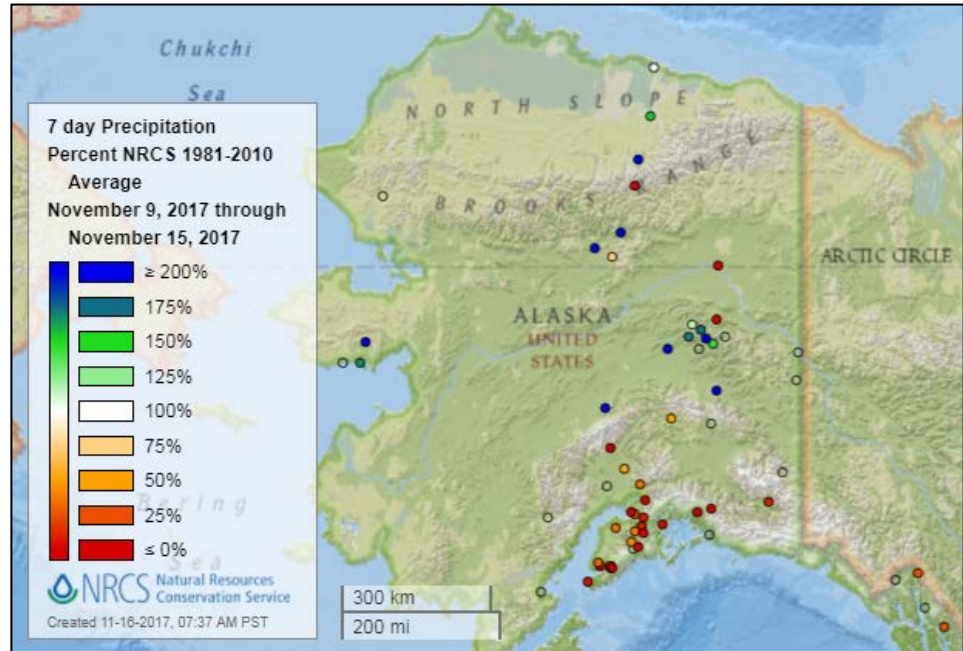 Chukchi
Sea
NORTH SLOPE
BROOKS RANGE
ARCTIC CIRCLE
ALASKA
UNITED
STATES
Bering
Sea
7 day Precipitation
Percent NRCS 1981-2010
Average
November 9, 2017 through
November 15, 2017
≥ 200%
175%
150%
125%
100%
75%
50%
25%
≤ 0%
NRCS Natural Resources
Conservation Service
Created 11-16-2017, 07:37 AM PST
300 km
200 mi